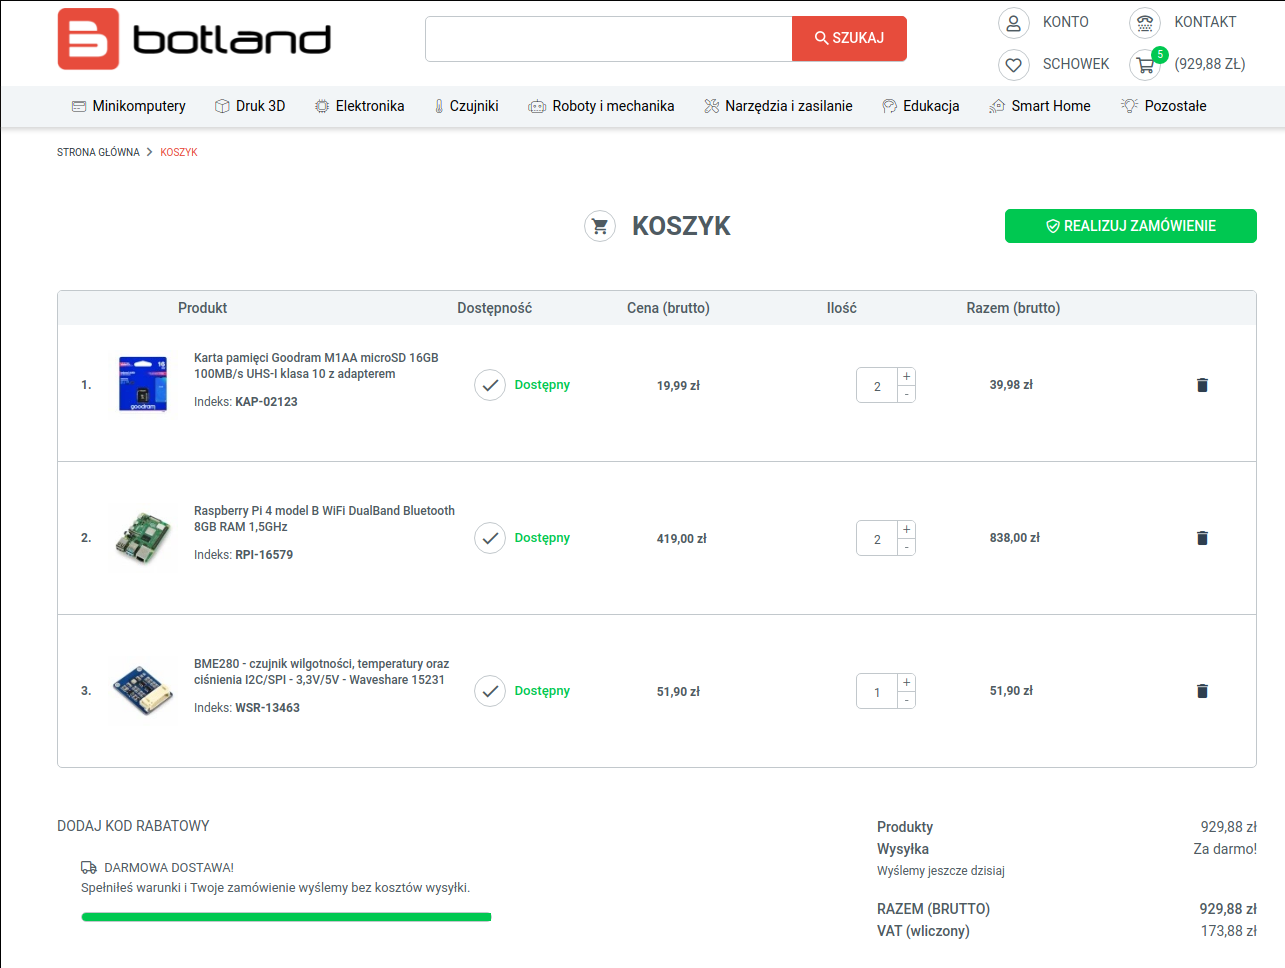 botland
SZUKAJ
KONTO
KONTAKT
SCHOWEK
5
(929,88 ZŁ)
Minikomputery
Druk 3D
Elektronika
Czujniki
Roboty i mechanika
Narzędzia i zasilanie
Edukacja
Smart Home
Pozostałe
STRONA GŁÓWNA > KOSZYK
KOSZYK
REALIZUJ ZAMÓWIENIE
Produkt
Dostępność
Cena (brutto)
Ilość
Razem (brutto)
1.
goodram
Karta pamięci Goodram M1AA microSD 16GB
100MB/s UHS-I klasa 10 z adapterem
Indeks: KAP-02123
Dostępny
19,99 zł
2
+
-
39,98 zł
2.
Raspberry Pi 4 model B WiFi DualBand Bluetooth
8GB RAM 1,5GHz
Indeks: RPI-16579
Dostępny
419,00 zł
2
+
-
838,00 zł
3.
BME280 - czujnik wilgotności, temperatury oraz
ciśnienia I2C/SPI - 3,3V/5V - Waveshare 15231
Indeks: WSR-13463
Dostępny
51,90 zł
1
+
-
51,90 zł
DODAJ KOD RABATOWY
DARMOWA DOSTAWA!
Spełniłeś warunki i Twoje zamówienie wyślemy bez kosztów wysyłki.
Produkty 929,88 zł
Wysyłka Za darmo!
Wyślemy jeszcze dzisiaj
RAZEM (BRUTTO) 929,88 zł
VAT (wliczony) 173,88 zł